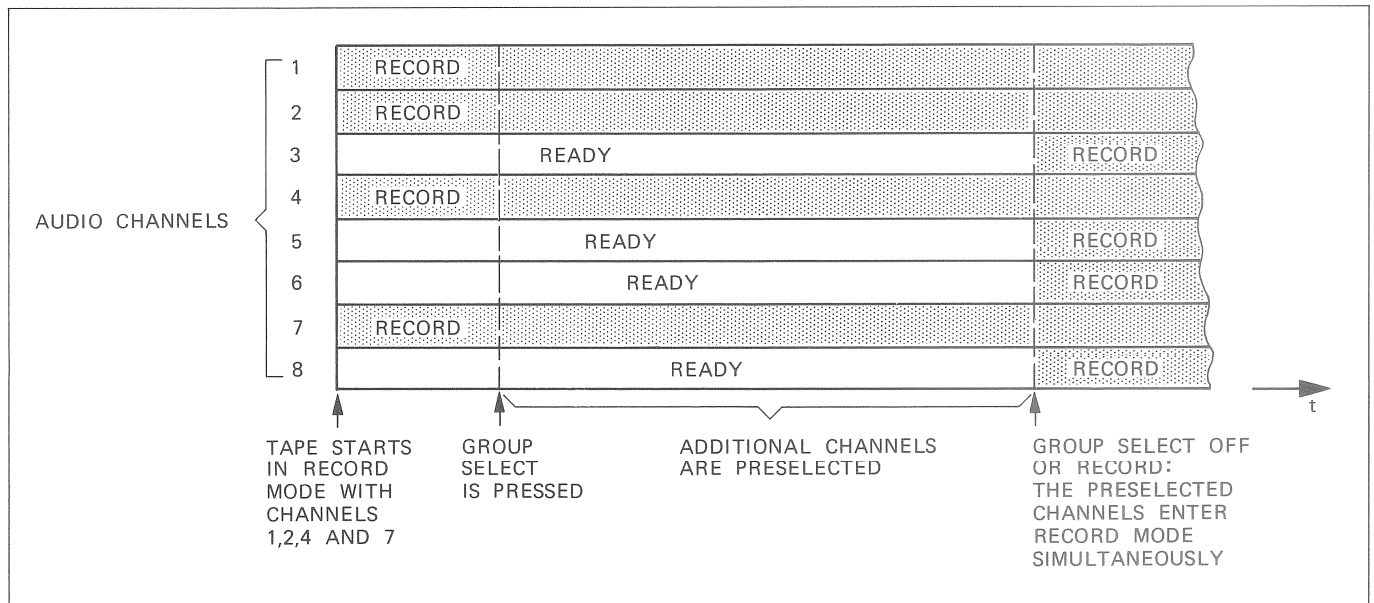 1 RECORD
2 RECORD
3 READY RECORD
AUDIO CHANNELS
4 RECORD
5 READY RECORD
6 READY RECORD
7 RECORD
8 READY RECORD
t
TAPE STARTS
IN RECORD
MODE WITH
CHANNELS
1,2,4 AND 7
GROUP
SELECT
IS PRESSED
ADDITIONAL CHANNELS
ARE PRESELECTED
GROUP SELECT OFF
OR RECORD:
THE PRESELECTED
CHANNELS ENTER
RECORD MODE
SIMULTANEOUSLY